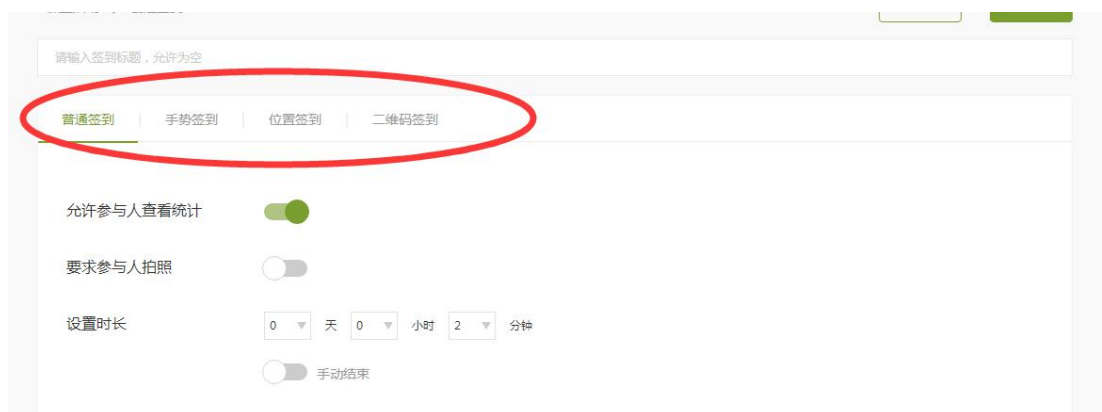 请输入签到标题，允许为空
普通签到 手势签到 位置签到 二维码签到
允许参与人查看统计
要求参与人拍照
设置时长 0 天 0 小时 2 分钟
手动结束